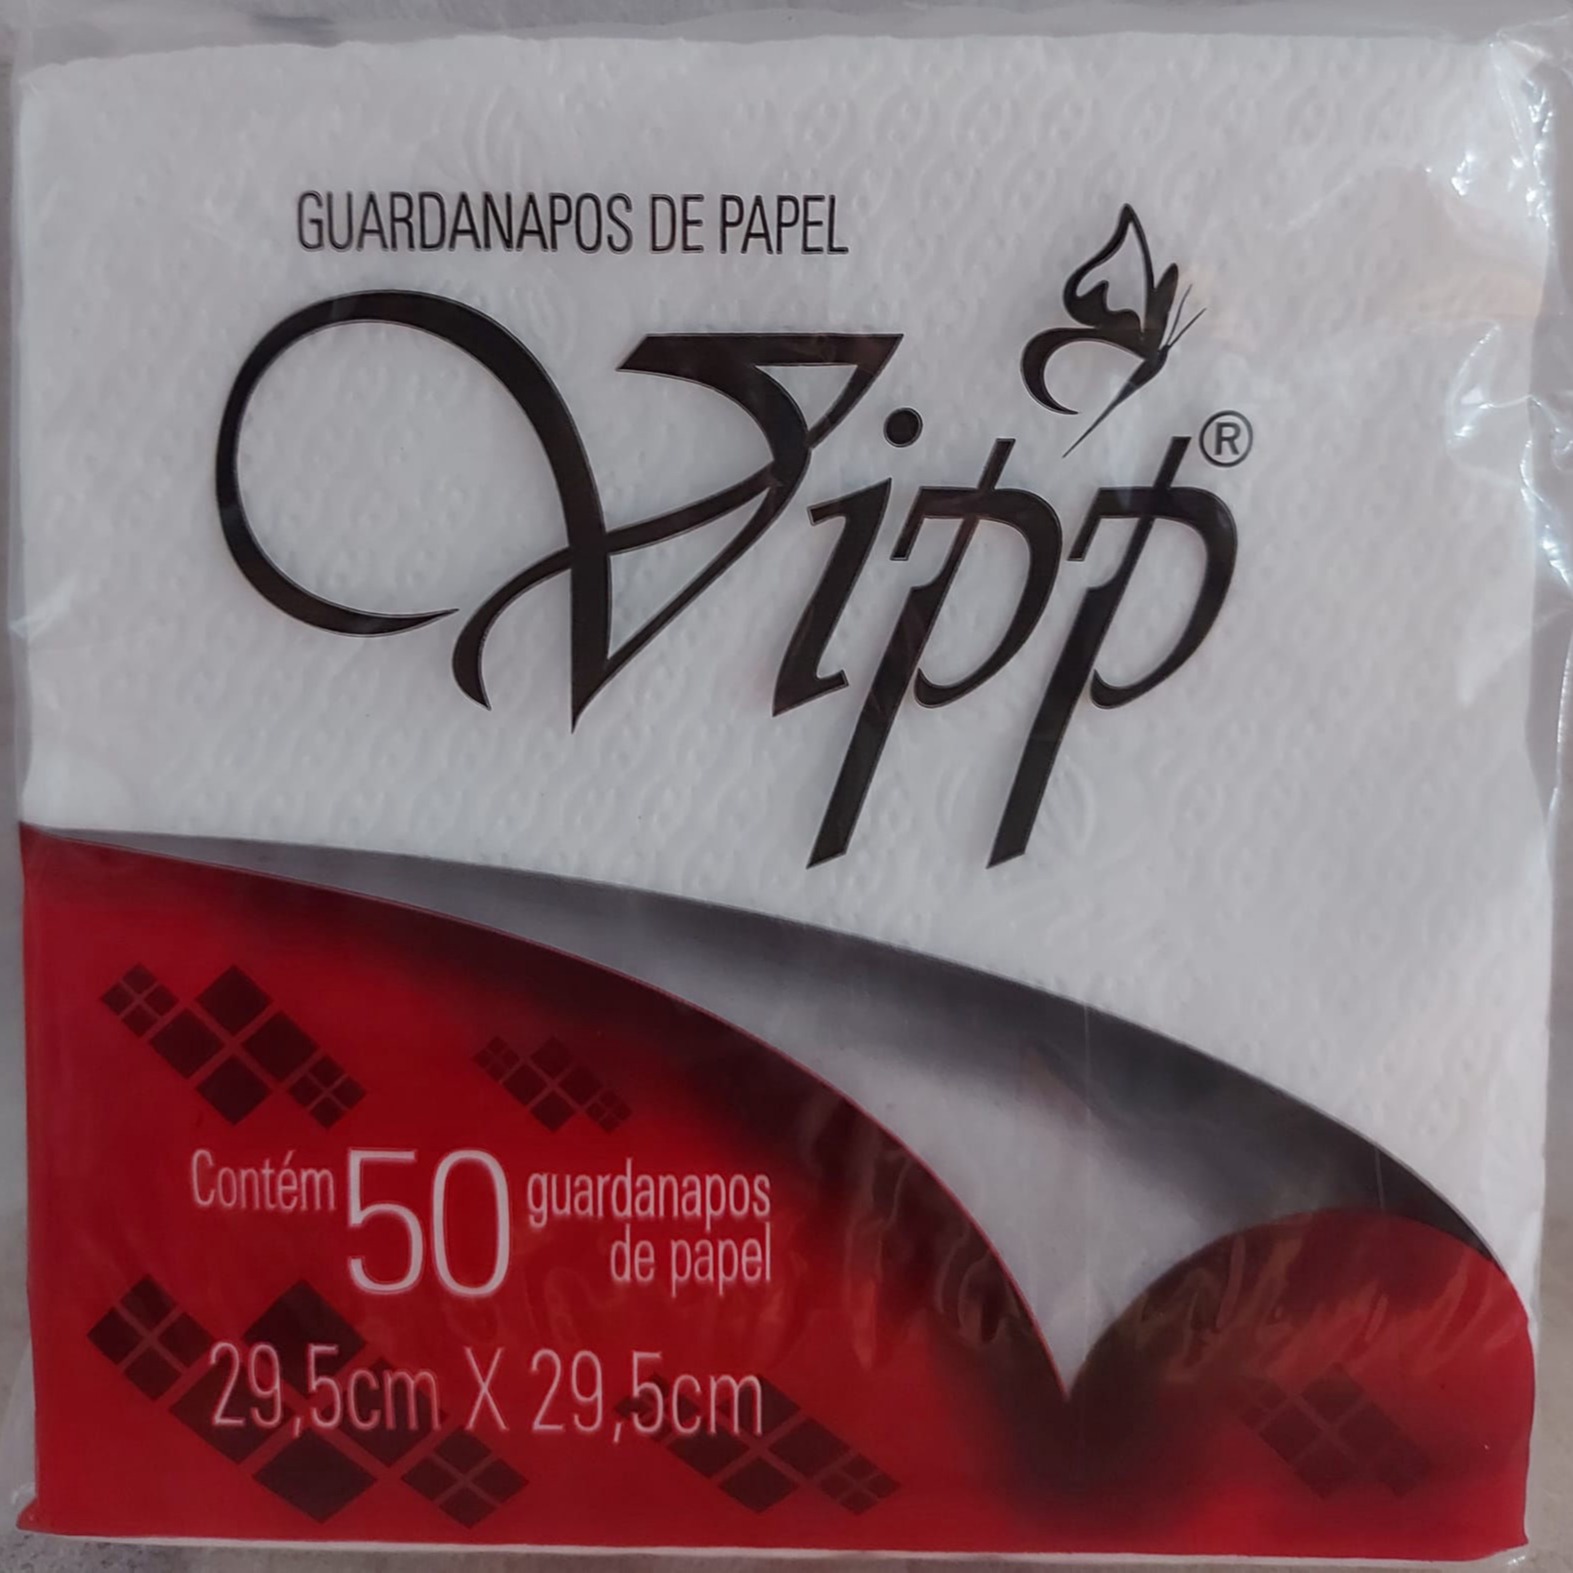 GUARDANAPOS DE PAPEL
Vipp®
Contém 50 guardanapos
de papel
29,5cm X 29,5cm